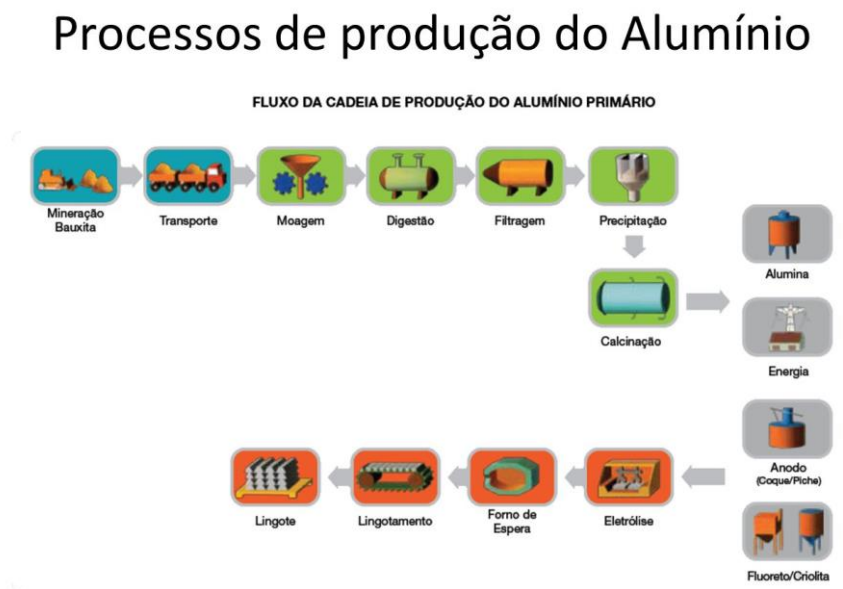 Processos de produção do Alumínio
FLUXO DA CADEIA DE PRODUÇÃO DO ALUMÍNIO PRIMÁRIO
Mineração
Bauxita
Transporte
Moagem
Digestão
Filtragem
Precipitação
Calcinação
Alumina
Energia
Anodo
(Coque/Piche)
Fluoreto/Criolita
Eletrólise
Forno de
Espera
Lingotamento
Lingote